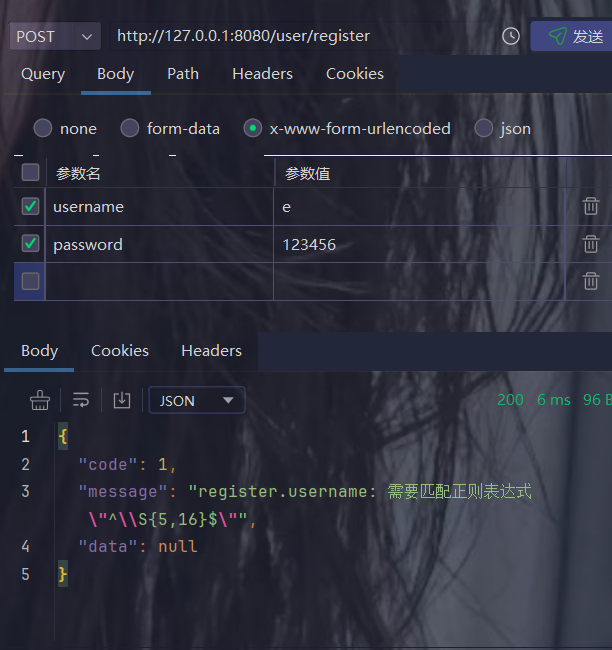 POST http://127.0.0.1:8080/user/register 发送
Query Body Path Headers Cookies
none form-data x-www-form-urlencoded json
参数名 参数值
username e
password 123456
Body Cookies Headers
JSON 200 6 ms 96 B
1 {
2 "code": 1,
3 "message": "register.username: 需要匹配正则表达式
\"^\\S{5,16}$\"",
4 "data": null
5 }